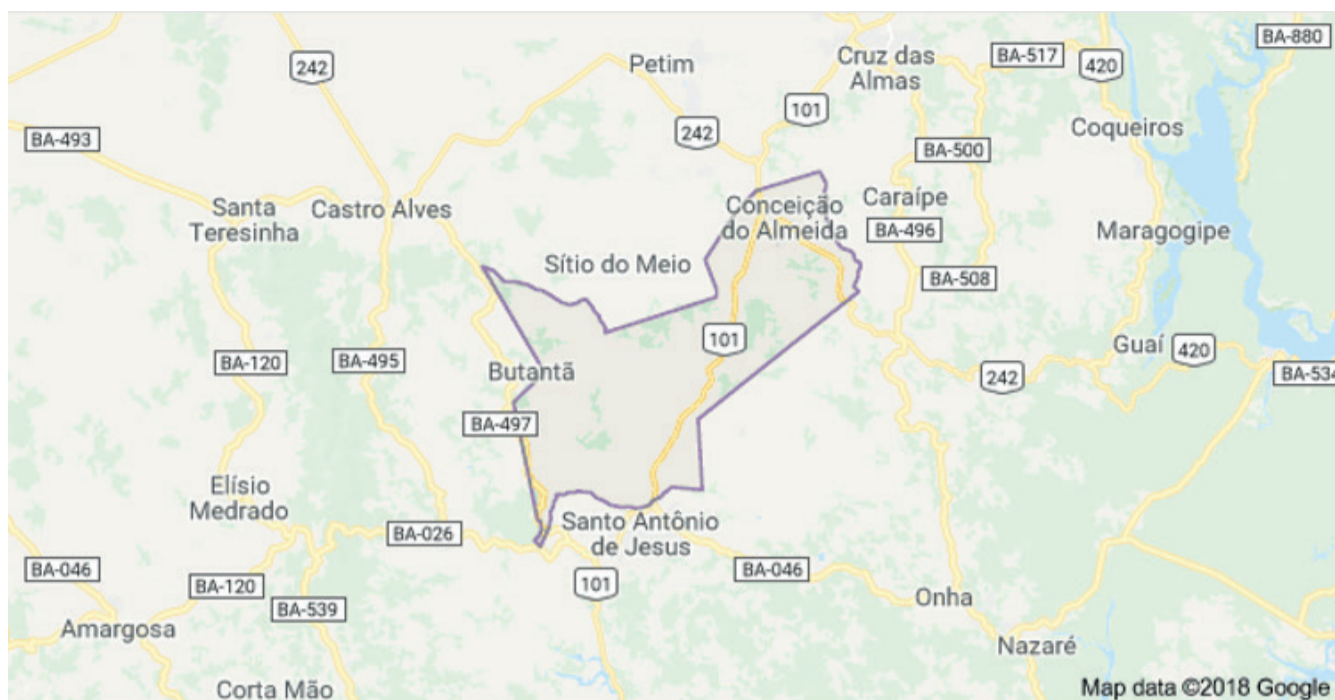 BA-880
Cruz das
Almas
BA-517
242
Petim
420
101
242
Coqueiros
BA-493
BA-500
Santa
Teresinha
Castro Alves
Conceição
do Almeida
Caraípe
BA-496
Maragogipe
Sítio do Meio
BA-508
101
Guaí
420
BA-120
BA-495
Butantã
242
BA-534
BA-497
Elísio
Medrado
BA-026
Santo Antônio
de Jesus
BA-046
BA-120
101
BA-046
Onha
BA-539
Amargosa
Nazaré
Corta Mão
Map data ©2018 Google